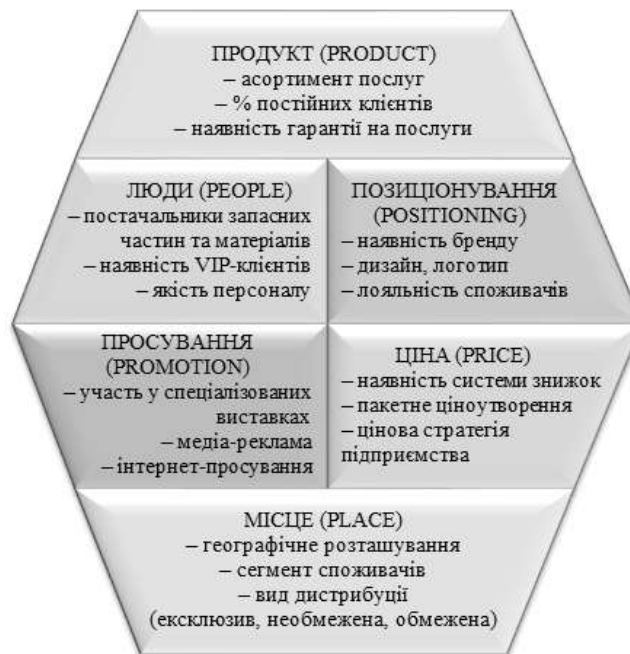 ПРОДУКТ (PRODUCT)
– асортимент послуг
– % постійних клієнтів
– наявність гарантії на послуги
ЛЮДИ (PEOPLE)
– постачальники запасних
частин та матеріалів
– наявність VIP-клієнтів
– якість персоналу
ПОЗИЦІОНУВАННЯ
(POSITIONING)
– наявність бренду
– дизайн, логотип
– лояльність споживачів
ПРОСУВАННЯ
(PROMOTION)
– участь у спеціалізованих
виставках
– медіа-реклама
– інтернет-просування
ЦІНА (PRICE)
– наявність системи знижок
– пакетне ціноутворення
– цінова стратегія
підприємства
МІСЦЕ (PLACE)
– географічне розташування
– сегмент споживачів
– вид дистрибуції
(ексклюзив, необмежена, обмежена)